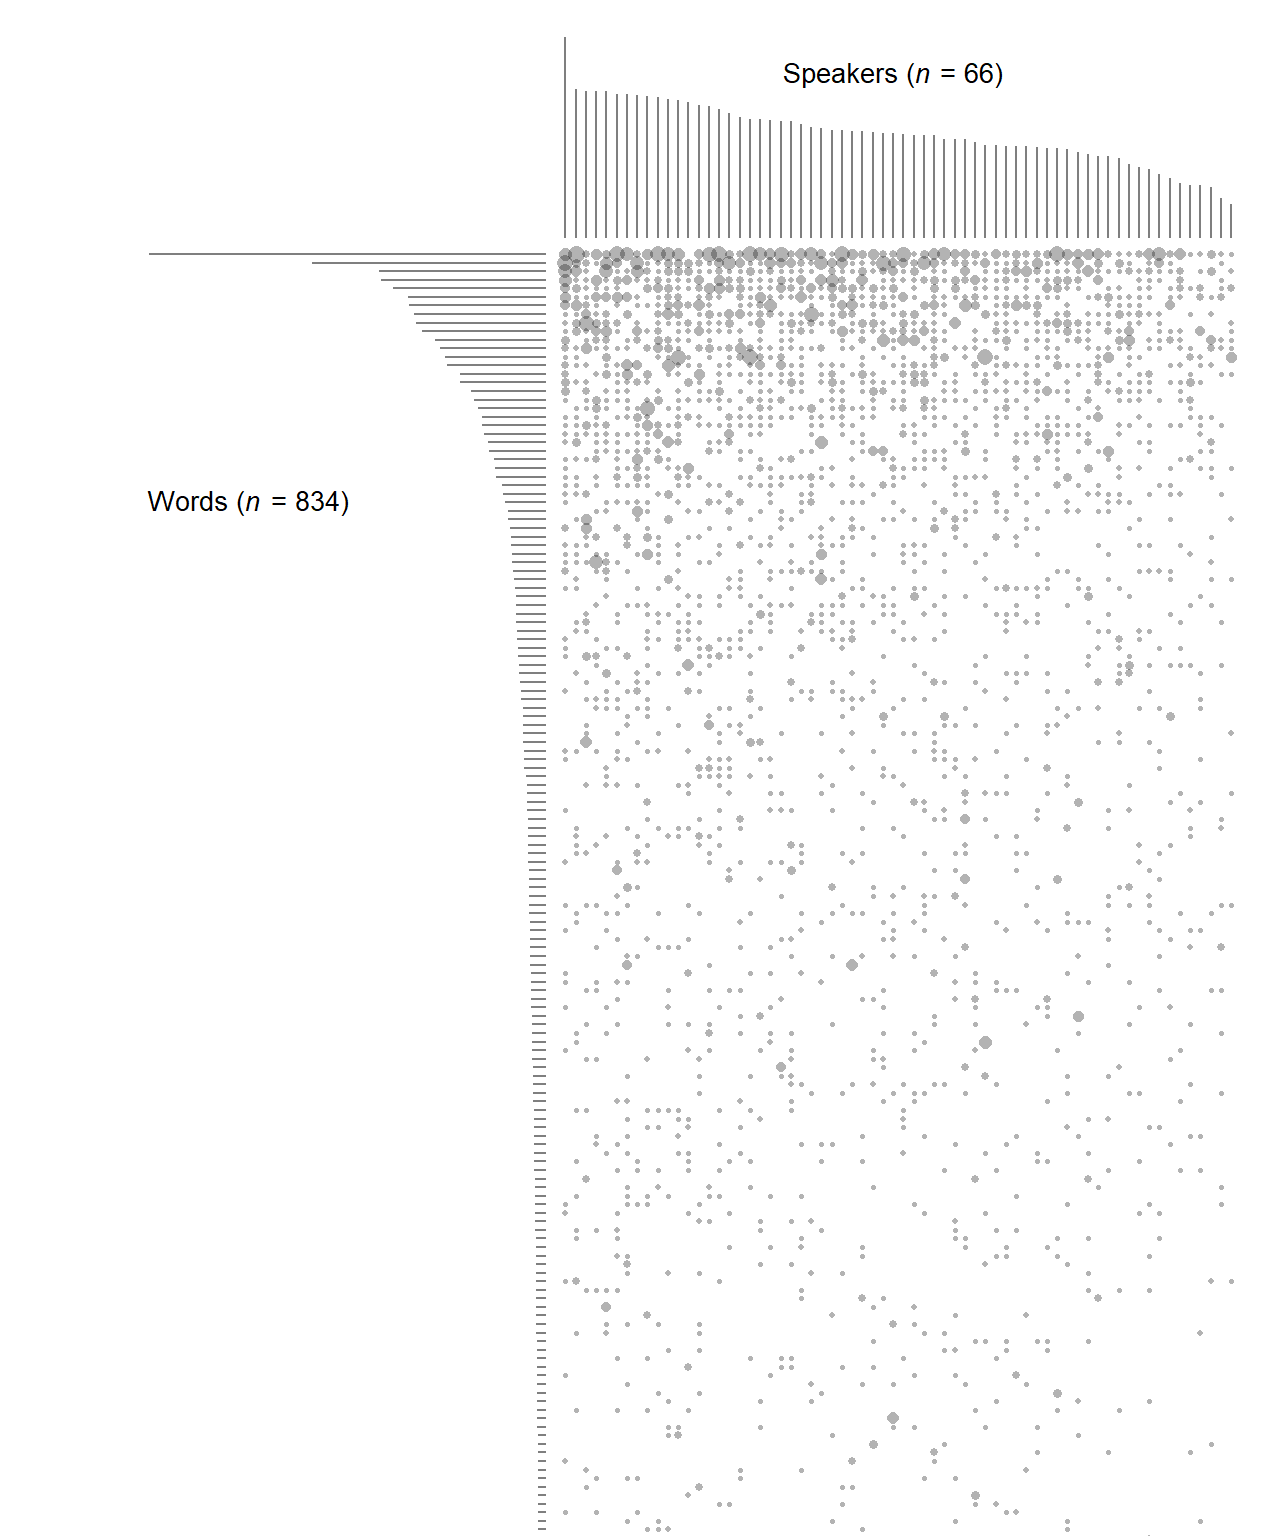 Speakers (n = 66)
Words (n = 834)